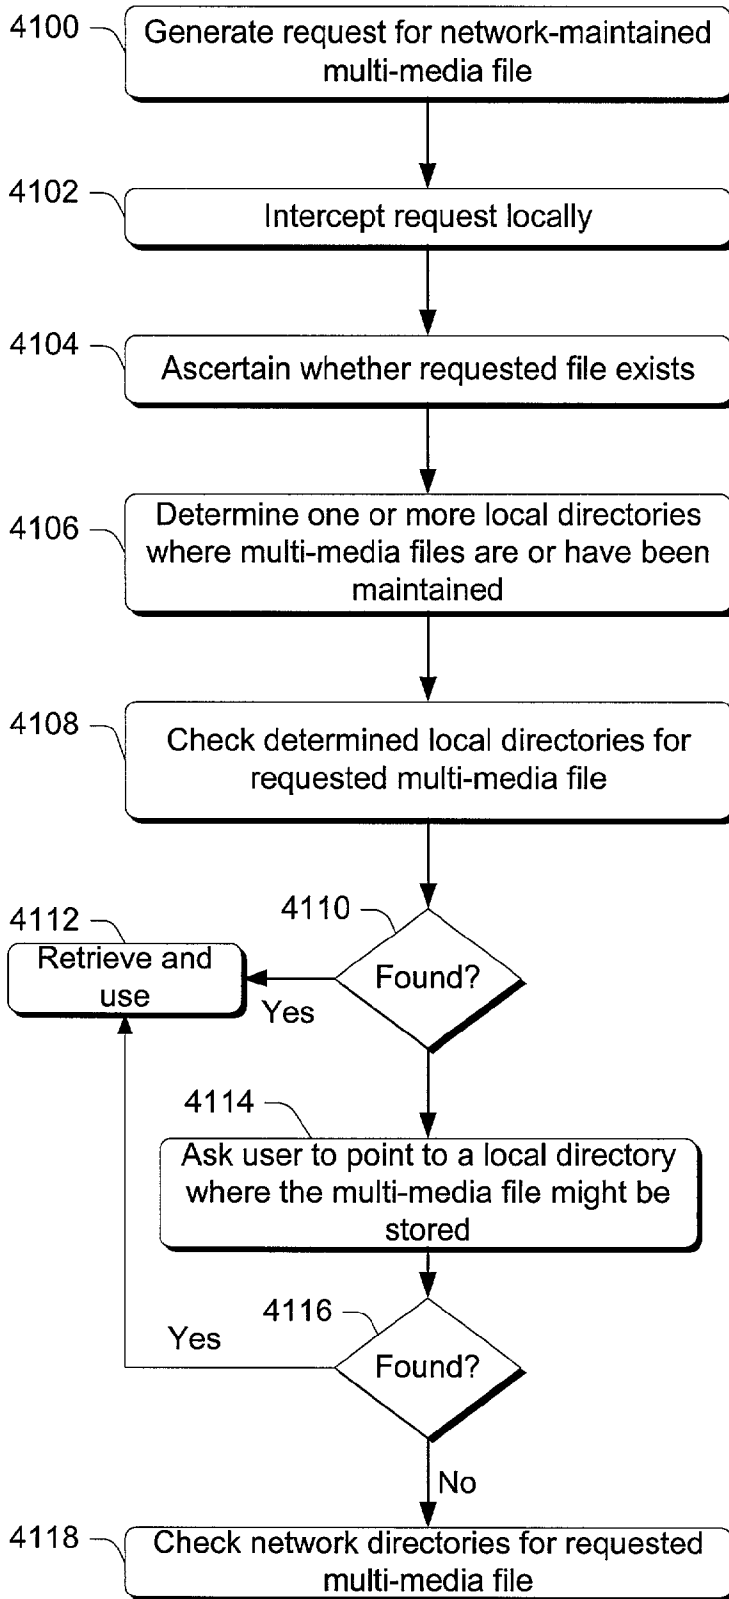 4100
Generate request for network-maintained
multi-media file
4102
Intercept request locally
4104
Ascertain whether requested file exists
4106
Determine one or more local directories
where multi-media files are or have been
maintained
4108
Check determined local directories for
requested multi-media file
4110
Found?
4112
Retrieve and
use
Yes
4114
Ask user to point to a local directory
where the multi-media file might be
stored
4116
Found?
Yes
No
4118
Check network directories for requested
multi-media file